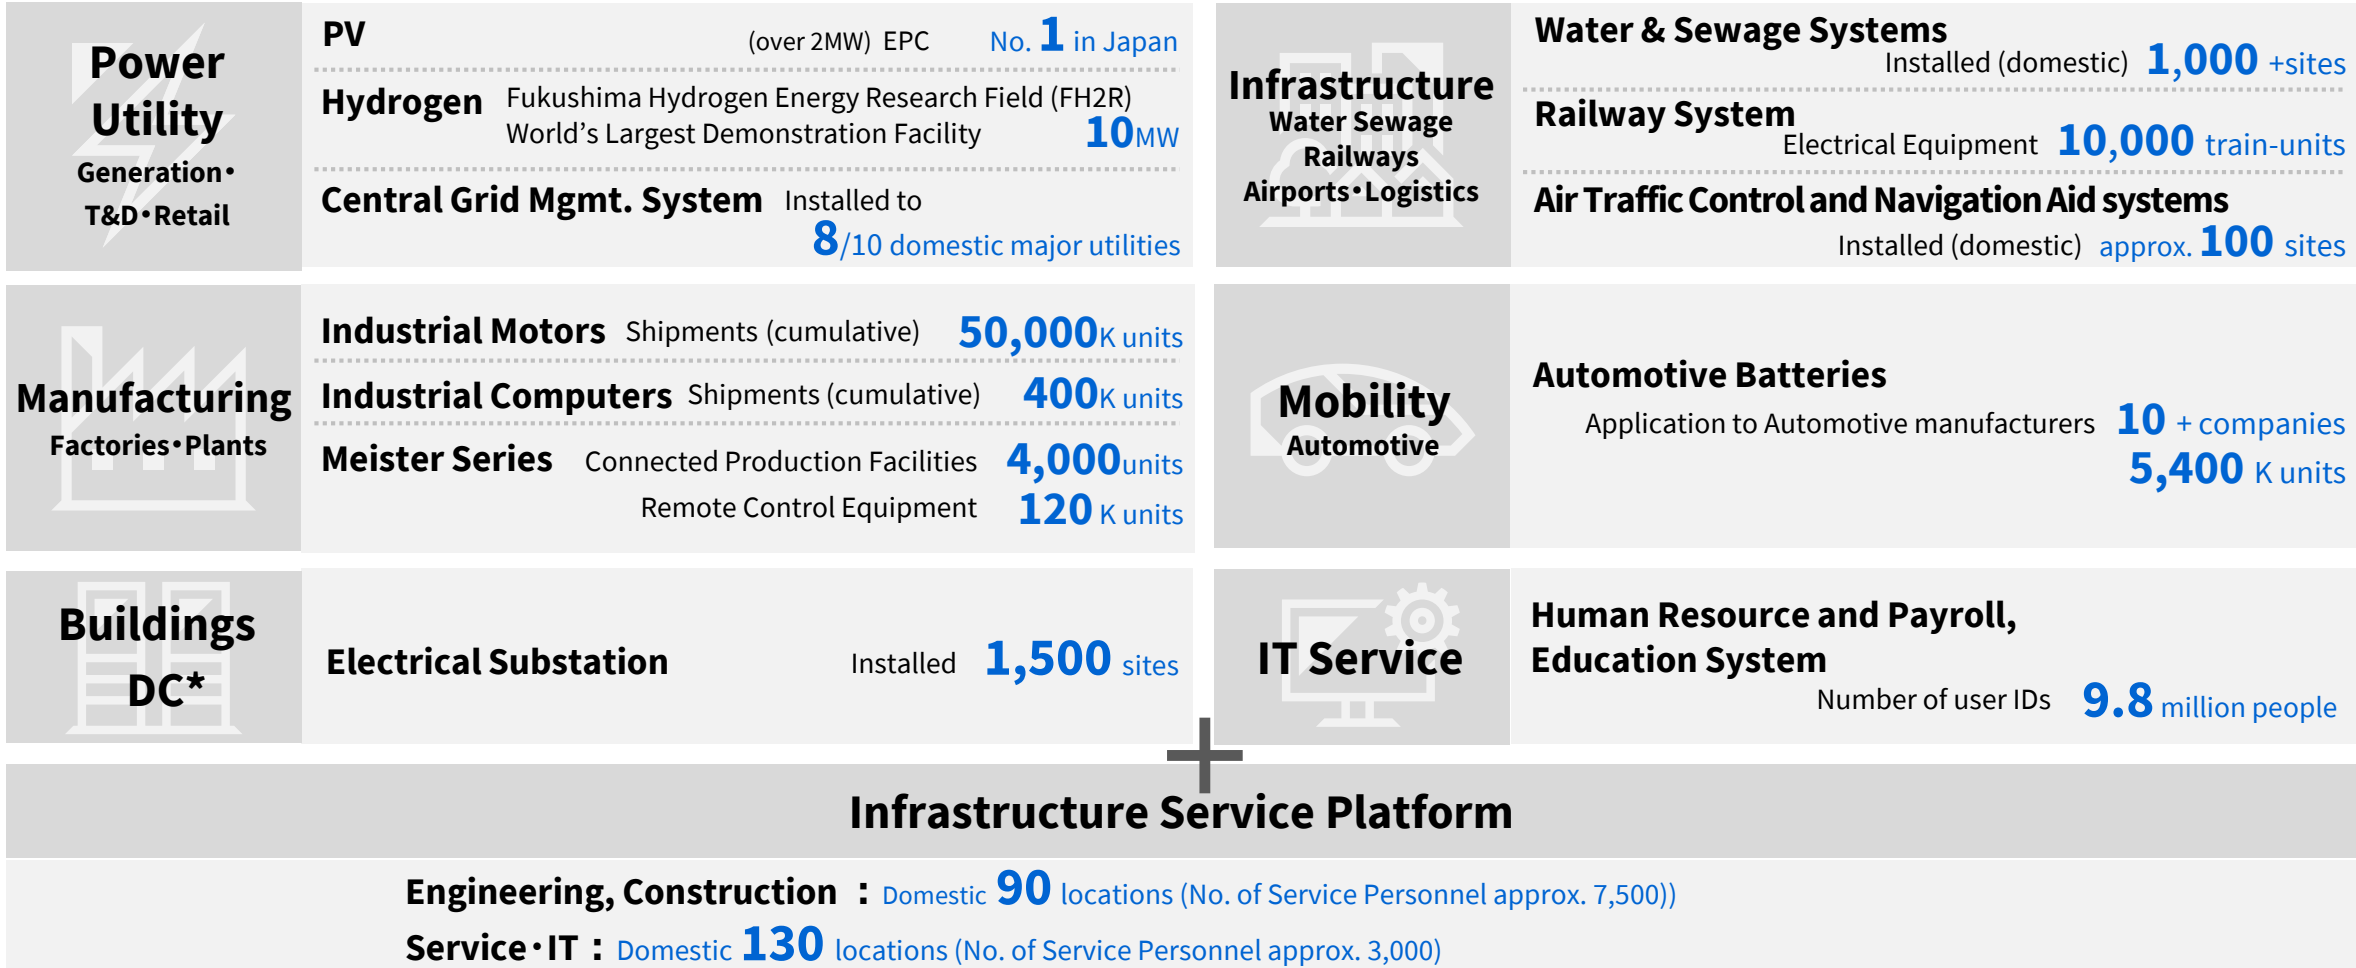 Power
Utility
Generation・
T&D・Retail
PV (over 2MW) EPC No. 1 in Japan
Hydrogen Fukushima Hydrogen Energy Research Field (FH2R)
World's Largest Demonstration Facility 10MW
Central Grid Mgmt. System Installed to
8/10 domestic major utilities
Infrastructure
Water Sewage
Railways
Airports・Logistics
Water & Sewage Systems
Installed (domestic) 1,000 +sites
Railway System
Electrical Equipment 10,000 train-units
Air Traffic Control and Navigation Aid systems
Installed (domestic) approx. 100 sites
Manufacturing
Factories・Plants
Industrial Motors Shipments (cumulative) 50,000K units
Industrial Computers Shipments (cumulative) 400K units
Meister Series Connected Production Facilities 4,000units
Remote Control Equipment 120 K units
Mobility
Automotive
Automotive Batteries
Application to Automotive manufacturers 10 + companies
5,400 K units
Buildings
DC*
Electrical Substation Installed 1,500 sites
IT Service
Human Resource and Payroll,
Education System
Number of user IDs 9.8 million people
+
Infrastructure Service Platform
Engineering, Construction : Domestic 90 locations (No. of Service Personnel approx. 7,500))
Service・IT : Domestic 130 locations (No. of Service Personnel approx. 3,000)